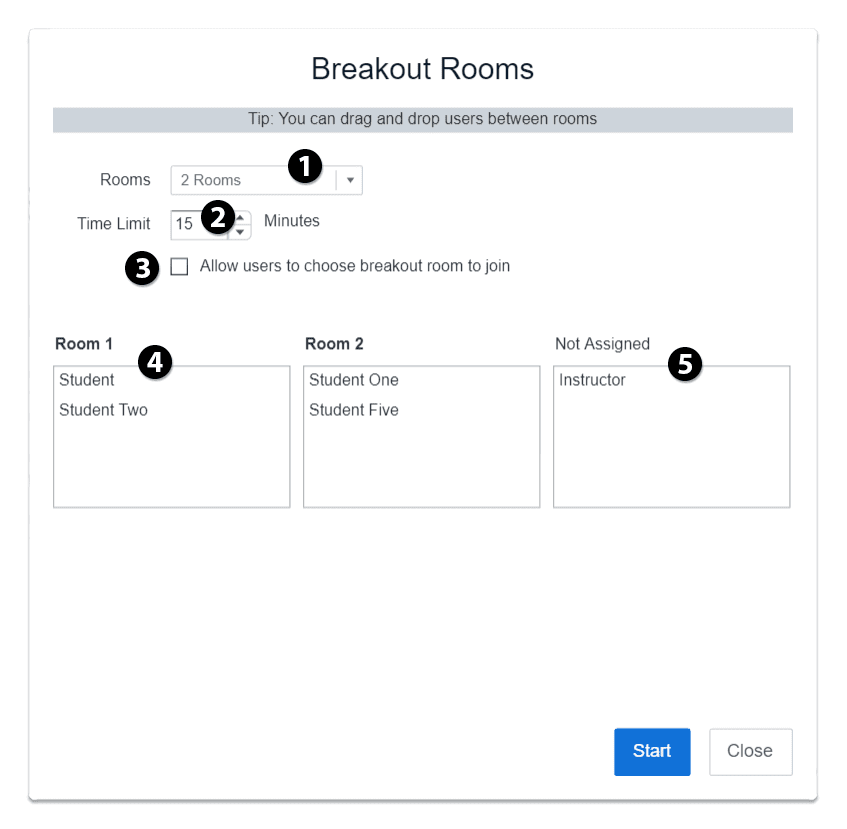 Breakout Rooms
Tip: You can drag and drop users between rooms
1
Rooms 2 Rooms
2
Time Limit 15 Minutes
3 Allow users to choose breakout room to join
Room 1 Room 2 Not Assigned
4 5
Student Student One Instructor
Student Two Student Five
Start Close